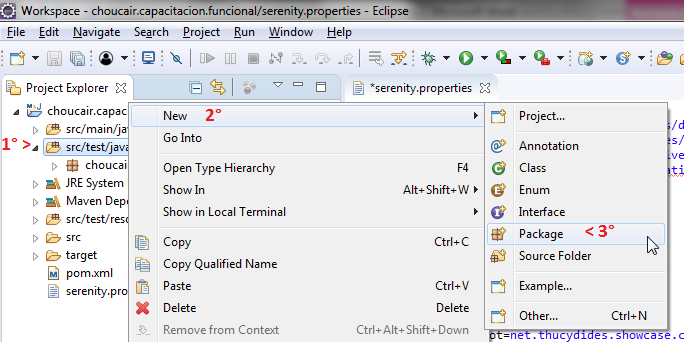 Workspace - choucair.capacitacion.funcional/serenity.properties - Eclipse
File Edit Navigate Search Project Run Window Help
Project Explorer
*serenity.properties
choucair.capac
src/main/ja
1° >
src/test/java
choucai
JRE System
Maven Depe
src/test/reso
src
target
pom.xml
serenity.pro
New 2°
Go Into
Open Type Hierarchy F4
Show In Alt+Shift+W
Show in Local Terminal
Copy Ctrl+C
Copy Qualified Name
Paste Ctrl+V
Delete Delete
Remove from Context Ctrl+Alt+Shift+Down
Project...
Annotation
Class
Enum
Interface
Package < 3°
Source Folder
Example...
Other... Ctrl+N
pt=net.thucydides.showcase.c